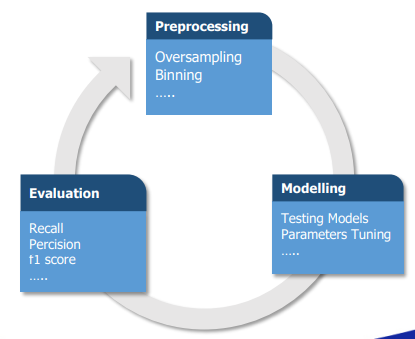 Preprocessing
Oversampling
Binning
.....
Modelling
Testing Models
Parameters Tuning
.....
Evaluation
Recall
Percision
f1 score
.....